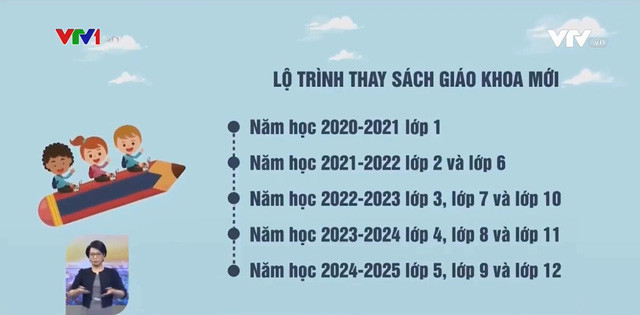 VTV1
VTV.vn
LỘ TRÌNH THAY SÁCH GIÁO KHOA MỚI
Năm học 2020-2021 lớp 1
Năm học 2021-2022 lớp 2 và lớp 6
Năm học 2022-2023 lớp 3, lớp 7 và lớp 10
Năm học 2023-2024 lớp 4, lớp 8 và lớp 11
Năm học 2024-2025 lớp 5, lớp 9 và lớp 12